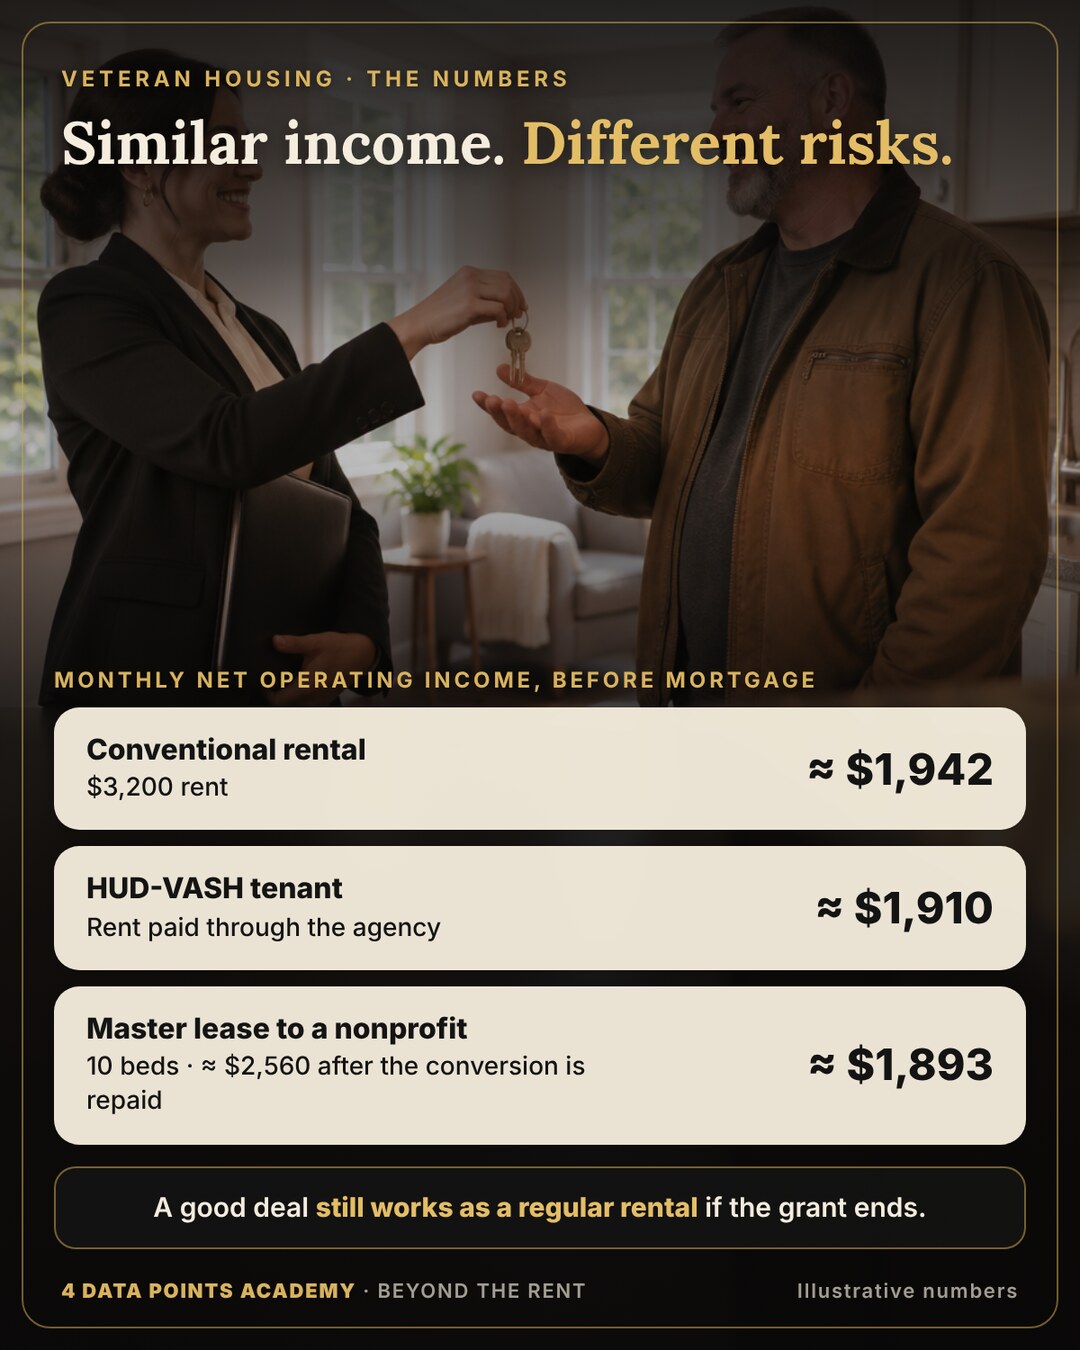 VETERAN HOUSING · THE NUMBERS
Similar income. Different risks.
MONTHLY NET OPERATING INCOME, BEFORE MORTGAGE
Conventional rental
$3,200 rent
≈ $1,942
HUD-VASH tenant
Rent paid through the agency
≈ $1,910
Master lease to a nonprofit
10 beds · ≈ $2,560 after the conversion is
repaid
≈ $1,893
A good deal still works as a regular rental if the grant ends.
4 DATA POINTS ACADEMY · BEYOND THE RENT
Illustrative numbers